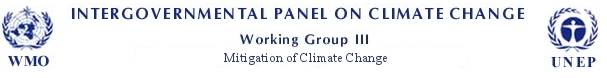 INTERGOVERNMENTAL PANEL ON CLIMATE CHANGE
Working Group III
Mitigation of Climate Change
WMO
UNEP